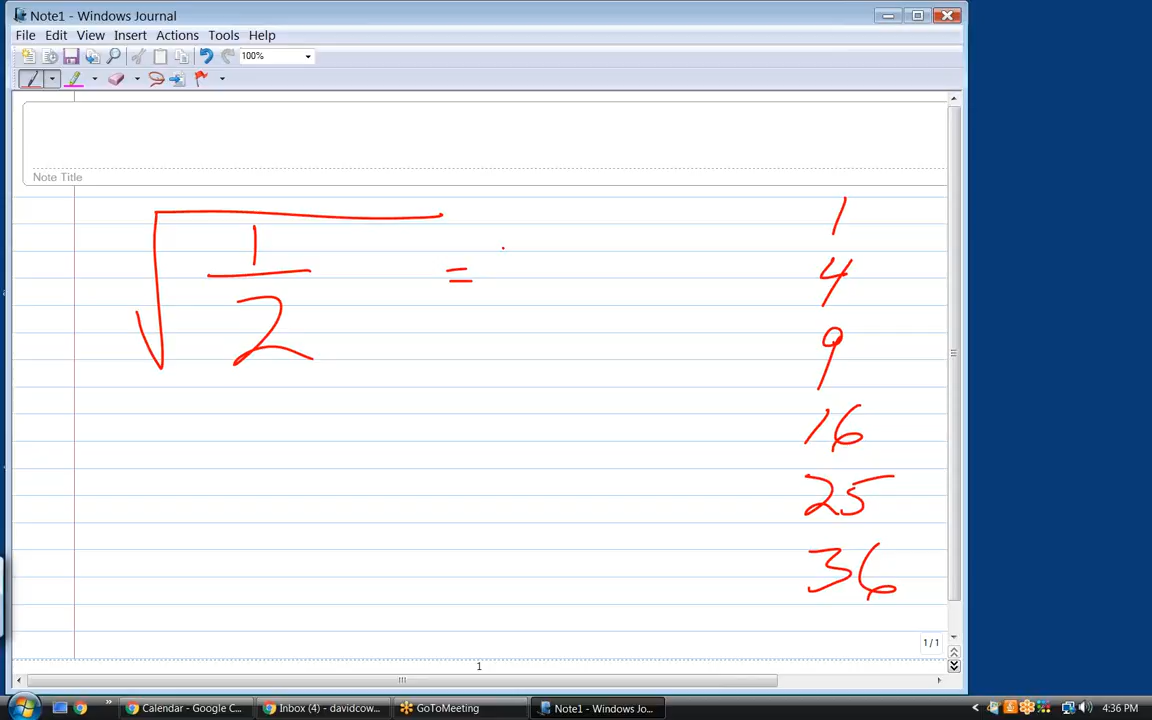 Note1 - Windows Journal
File Edit View Insert Actions Tools Help
100%
Note Title
√(1/2) =
1
4
9
16
25
36
1 / 1
1
Calendar - Google C...
Inbox (4) - davidcow...
GoToMeeting
Note1 - Windows Jo...
4:36 PM